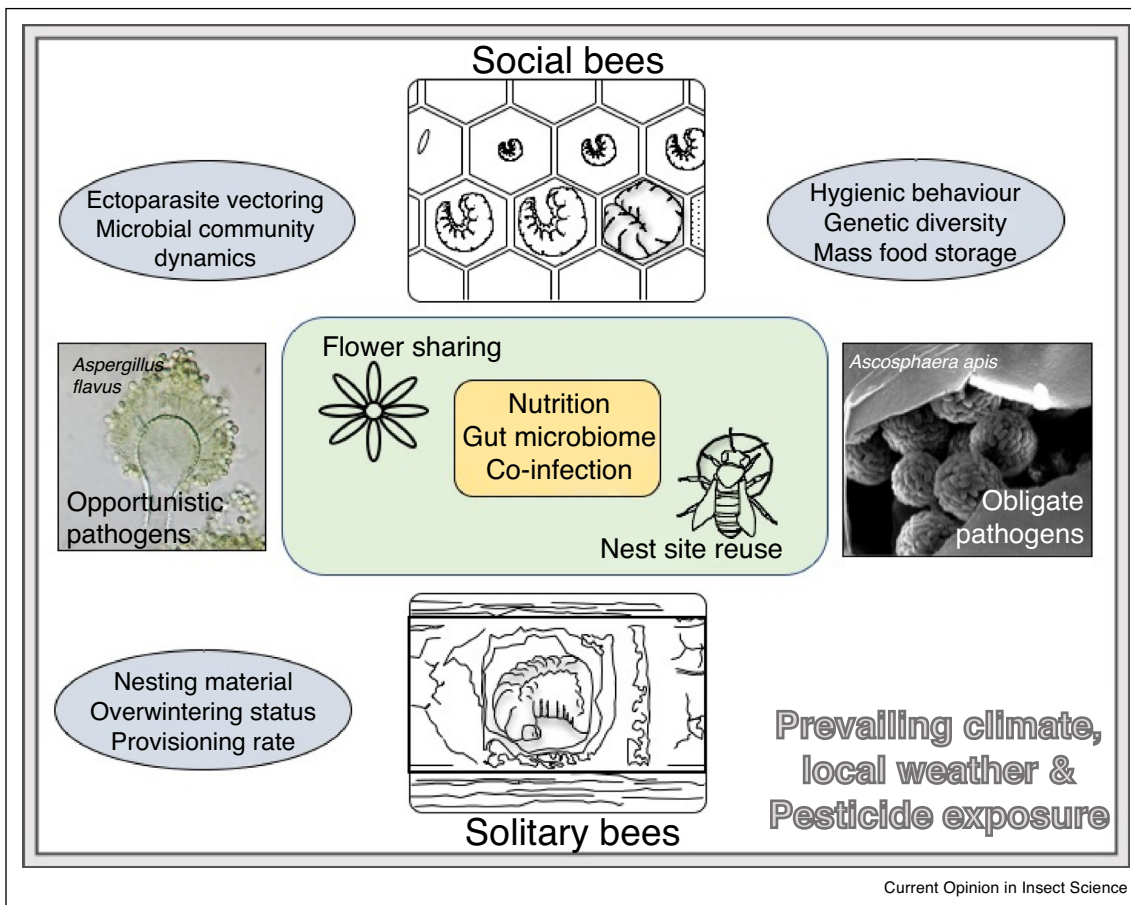 Social bees
Ectoparasite vectoring
Microbial community
dynamics
Hygienic behaviour
Genetic diversity
Mass food storage
Aspergillus
flavus
Opportunistic
pathogens
Flower sharing
Nutrition
Gut microbiome
Co-infection
Nest site reuse
Ascosphaera apis
Obligate
pathogens
Nesting material
Overwintering status
Provisioning rate
Solitary bees
Prevailing climate,
local weather &
Pesticide exposure
Current Opinion in Insect Science